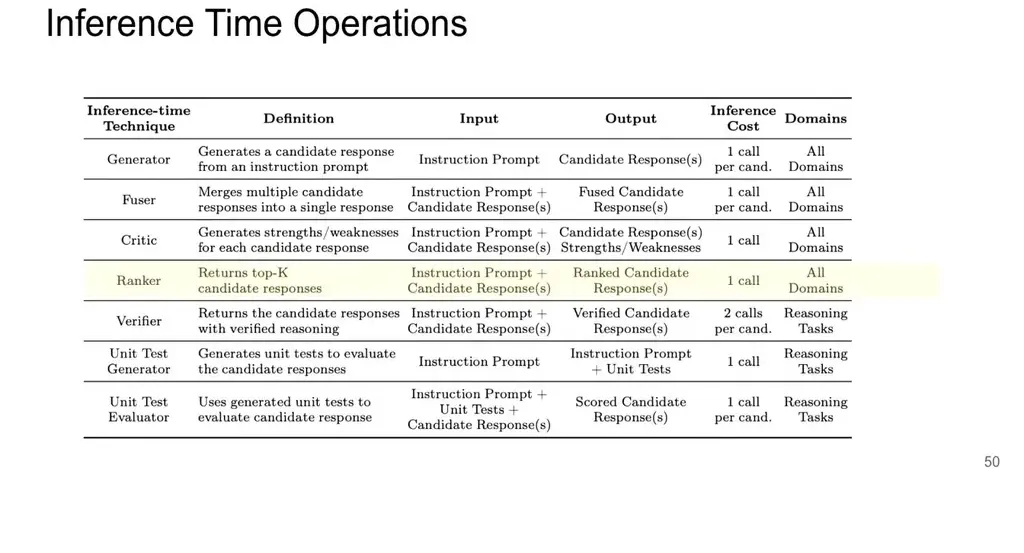 Inference Time Operations
Inference-time Technique | Definition | Input | Output | Inference Cost | Domains
Generator | Generates a candidate response from an instruction prompt | Instruction Prompt | Candidate Response(s) | 1 call per cand. | All Domains
Fuser | Merges multiple candidate responses into a single response | Instruction Prompt + Candidate Response(s) | Fused Candidate Response(s) | 1 call per cand. | All Domains
Critic | Generates strengths/weaknesses for each candidate response | Instruction Prompt + Candidate Response(s) | Candidate Response(s) Strengths/Weaknesses | 1 call | All Domains
Ranker | Returns top-K candidate responses | Instruction Prompt + Candidate Response(s) | Ranked Candidate Response(s) | 1 call | All Domains
Verifier | Returns the candidate responses with verified reasoning | Instruction Prompt + Candidate Response(s) | Verified Candidate Response(s) | 2 calls per cand. | Reasoning Tasks
Unit Test Generator | Generates unit tests to evaluate the candidate responses | Instruction Prompt | Instruction Prompt + Unit Tests | 1 call | Reasoning Tasks
Unit Test Evaluator | Uses generated unit tests to evaluate candidate response | Instruction Prompt + Unit Tests + Candidate Response(s) | Scored Candidate Response(s) | 1 call per cand. | Reasoning Tasks
50